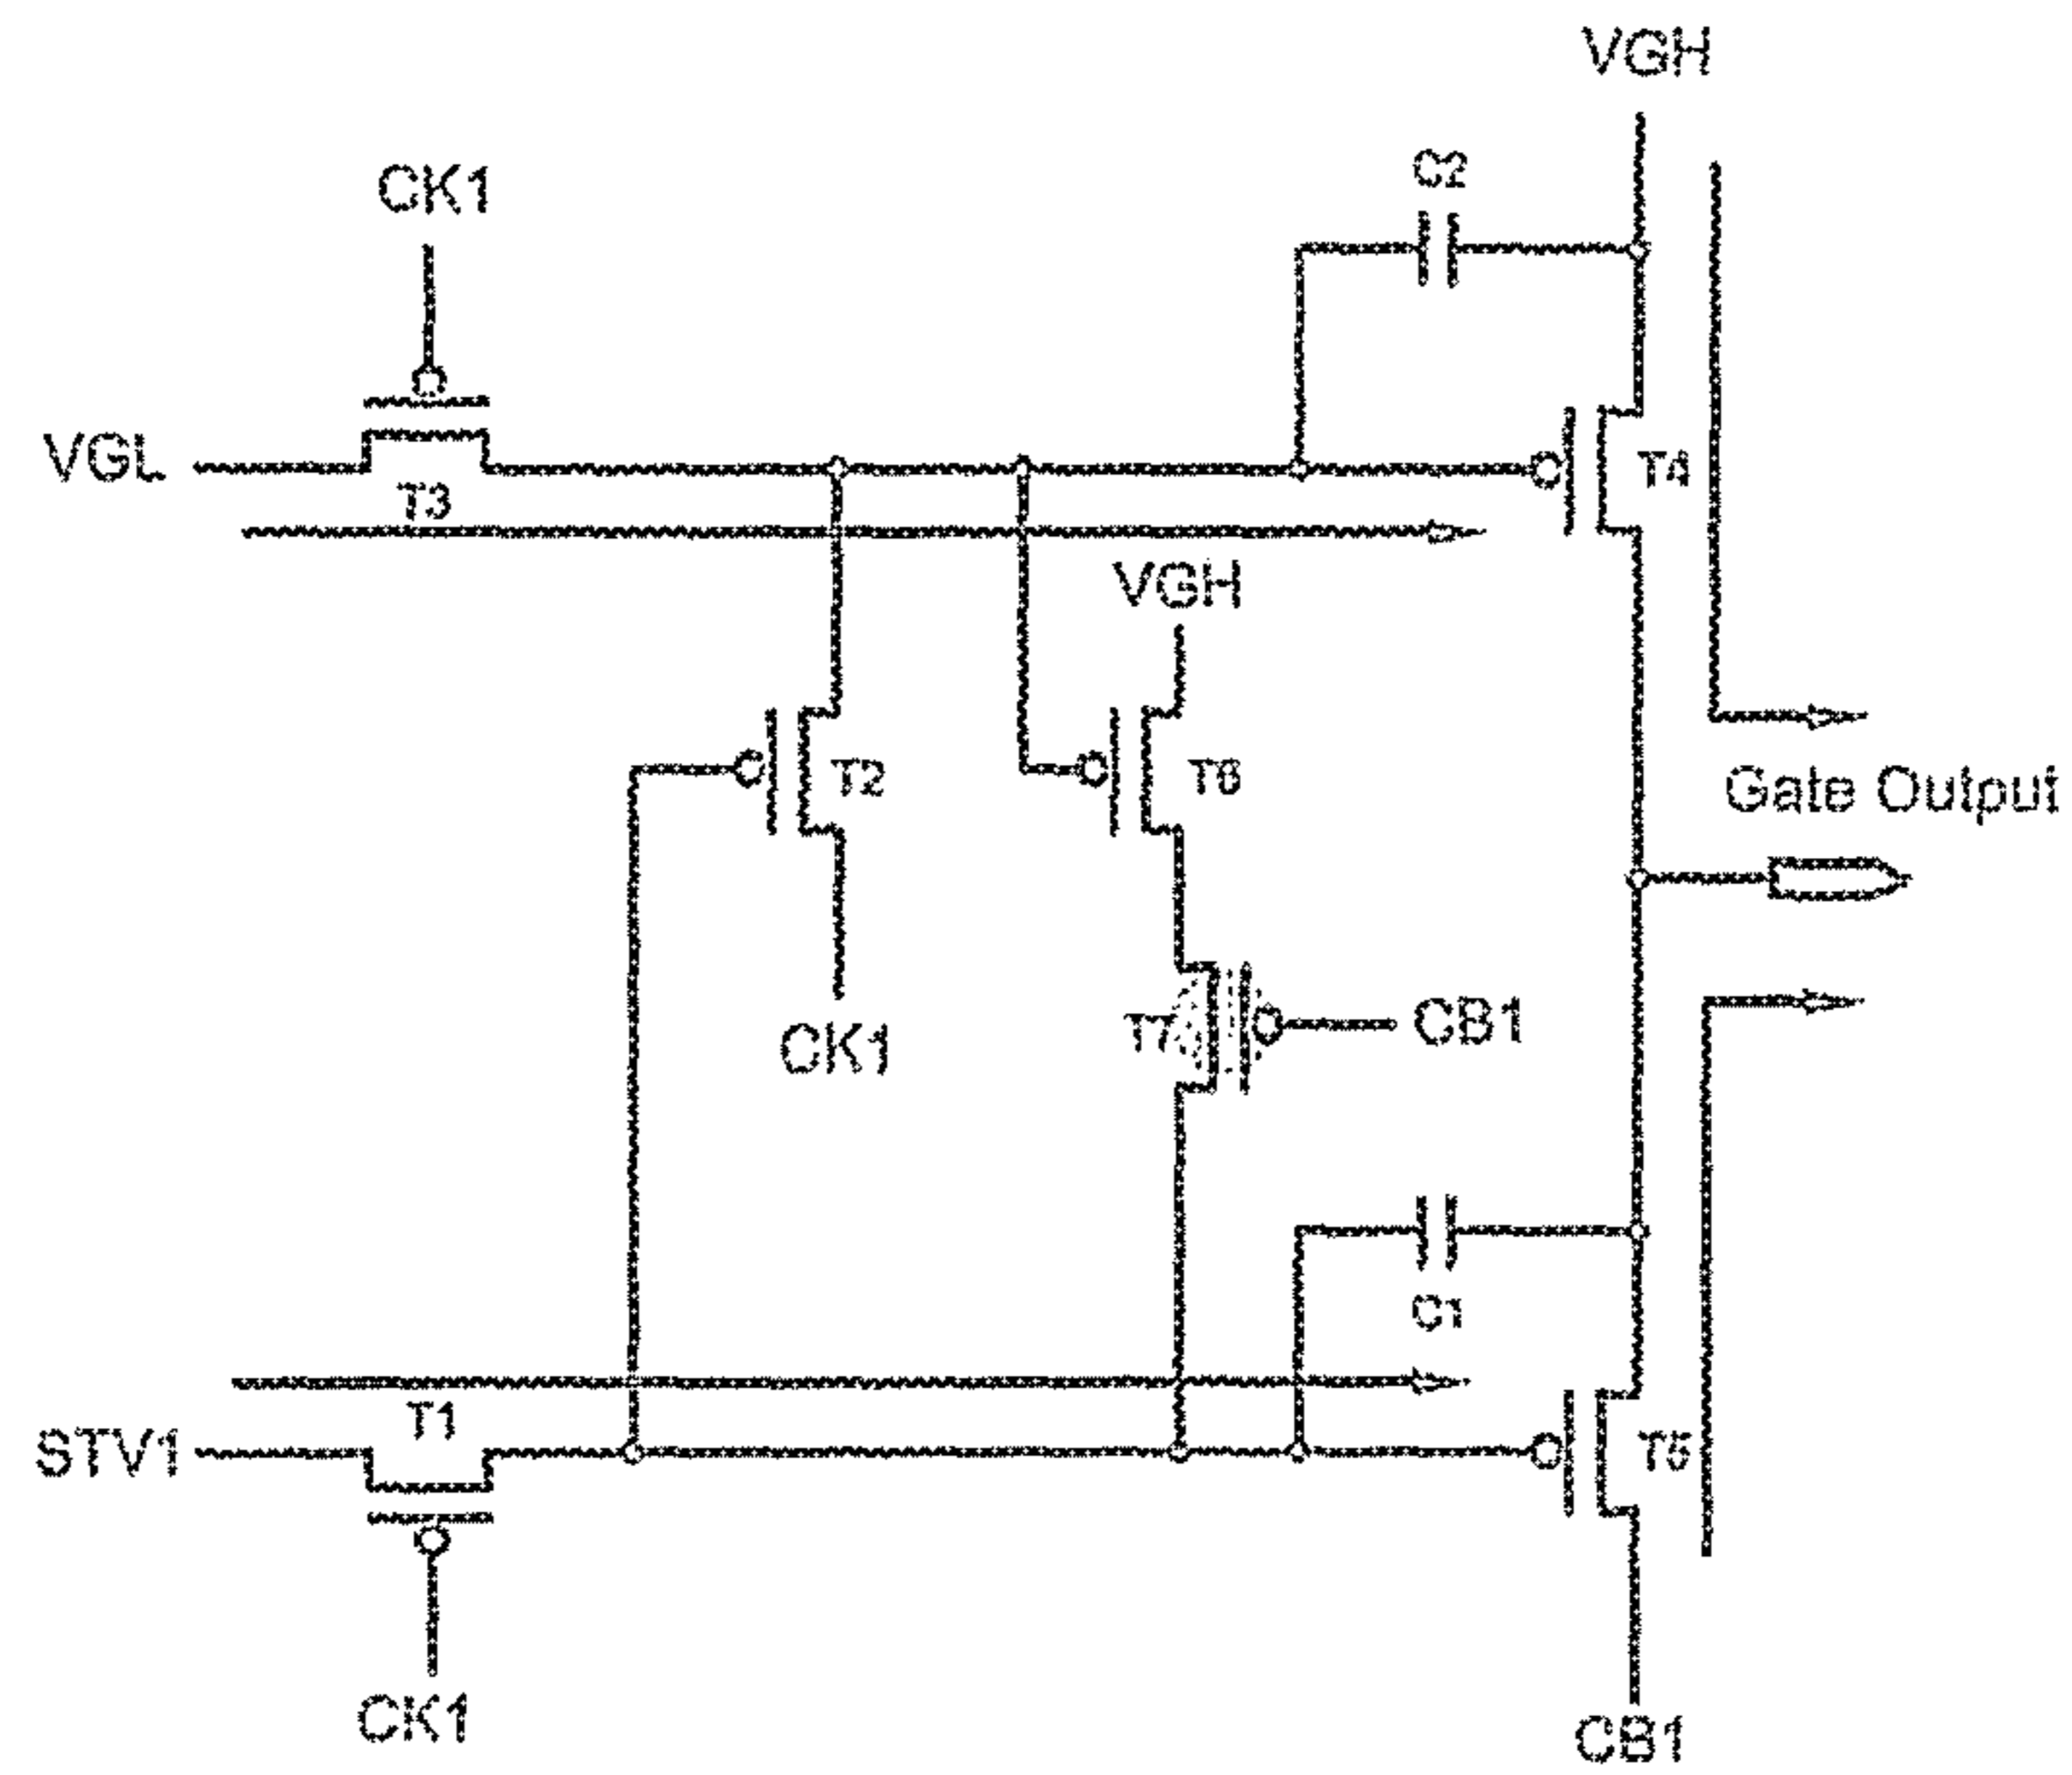 VGH
C2
CK1
VGL
T4
T3
VGH
T2
T6
Gate Output
CK1
T7
CB1
C1
T1
STV1
T5
CK1
CB1